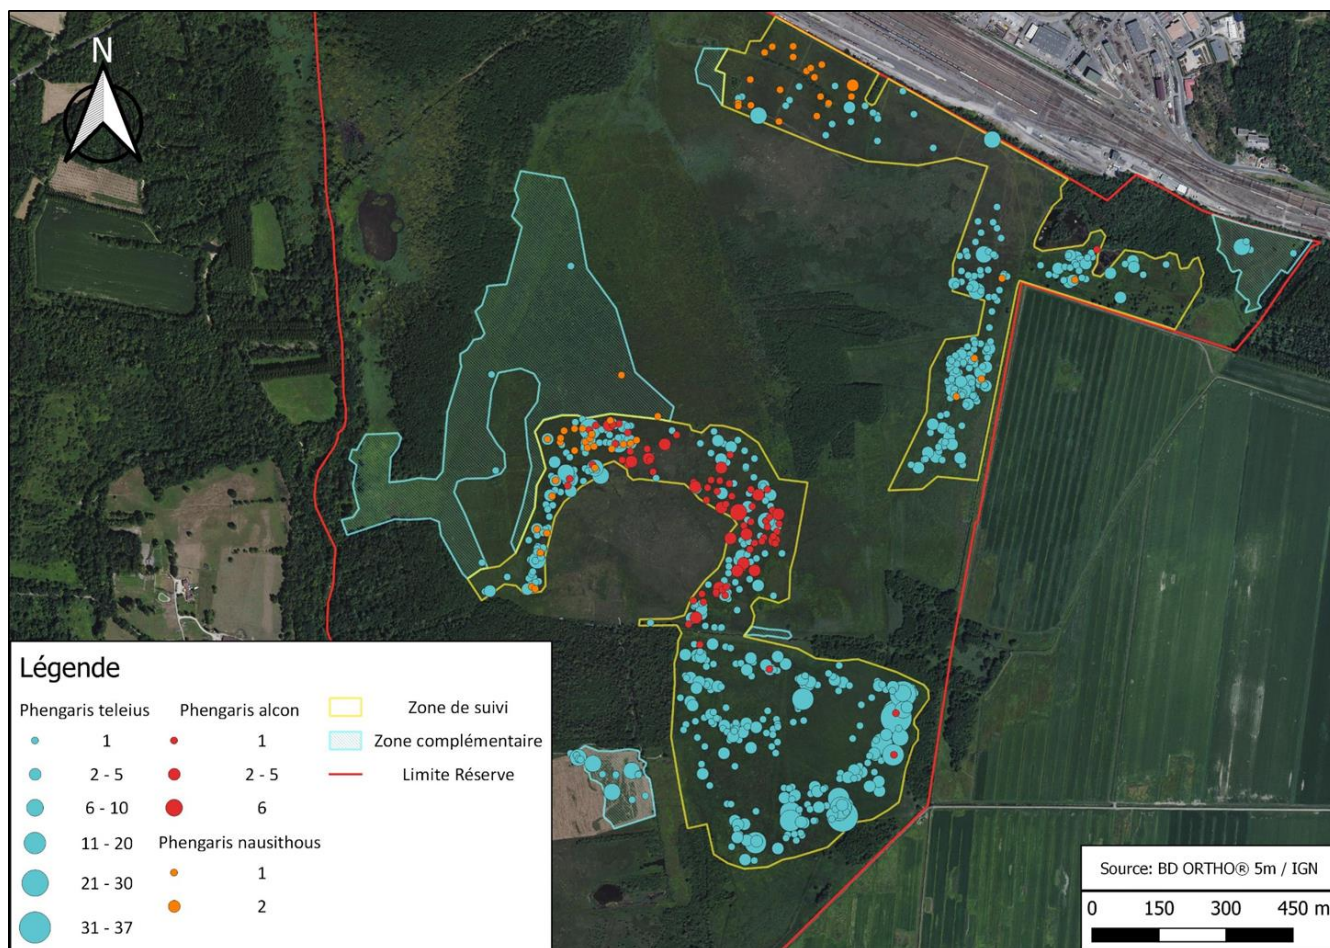 N
Légende
Phengaris teleius
1
2 - 5
6 - 10
11 - 20
21 - 30
31 - 37
Phengaris alcon
1
2 - 5
6
Phengaris nausithous
1
2
Zone de suivi
Zone complémentaire
Limite Réserve
Source: BD ORTHO® 5m / IGN
0 150 300 450 m